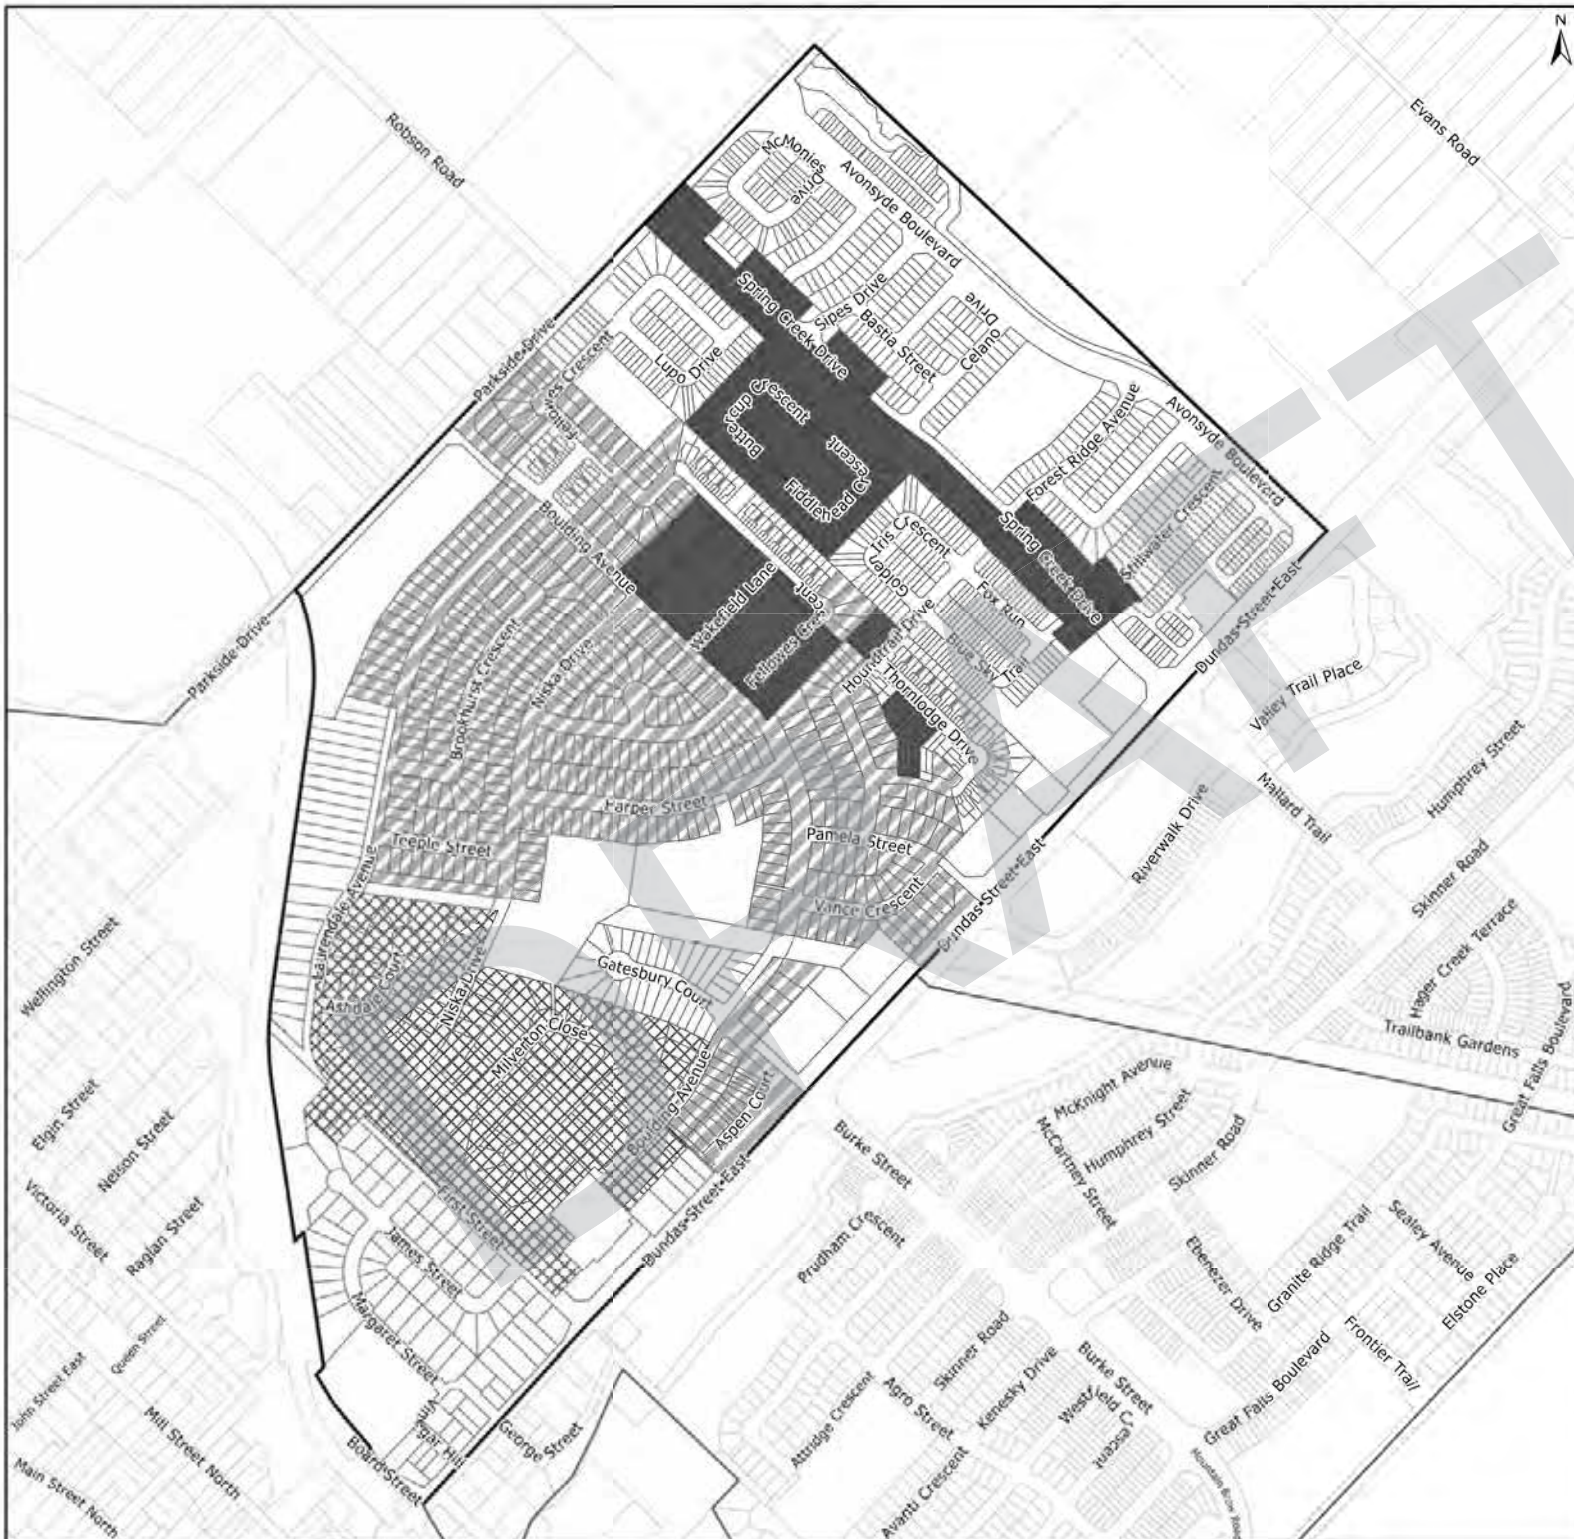 N
Robson Road
Evans Road
McMonies
Drive
Avonsyde Boulevard
Spring Creek Drive
Sipes Drive
Bastia Street
Celano Drive
Parkside Drive
Fellowes Crescent
Lupo Drive
Buttercup Crescent
Fiddlehead Crescent
Forest Ridge Avenue
Avonsyde Boulevard
Stillwater Crescent
Boulding Avenue
Golden Iris Crescent
Spring Creek Drive
Fox Run
Wakefield Lane
Fellowes Crescent
Houndtrail Drive
Blue Sky Trail
Thornlodge Drive
Dundas Street East
Valley Trail Place
Parkside Drive
Brookhurst Crescent
Niska Drive
Harper Street
Teeple Street
Pamela Street
Vance Crescent
Riverwalk Drive
Mallard Trail
Humphrey Street
Skinner Road
Dundas Street East
Laurendale Avenue
Ashdale Court
Niska Drive
Gatesbury Court
Milverton Close
Boulding Avenue
Aspen Court
Wellington Street
Hager Creek Terrace
Trailbank Gardens
Great Falls Boulevard
Elgin Street
Nelson Street
Victoria Street
Raglan Street
Burke Street
McKnight Avenue
McCartney Street
Humphrey Street
Skinner Road
First Street
James Street
Margaret Street
Dundas Street East
Prudham Crescent
Ebenezer Drive
Granite Ridge Trail
Sealey Avenue
Elstone Place
Frontier Trail
Queen Street
John Street East
Mill Street North
Main Street North
Board Street
George Street
Skinner Road
Kenesky Drive
Agro Street
Attridge Crescent
Avanti Crescent
Burke Street
Great Falls Boulevard
Mountain Brow Road
DRAFT